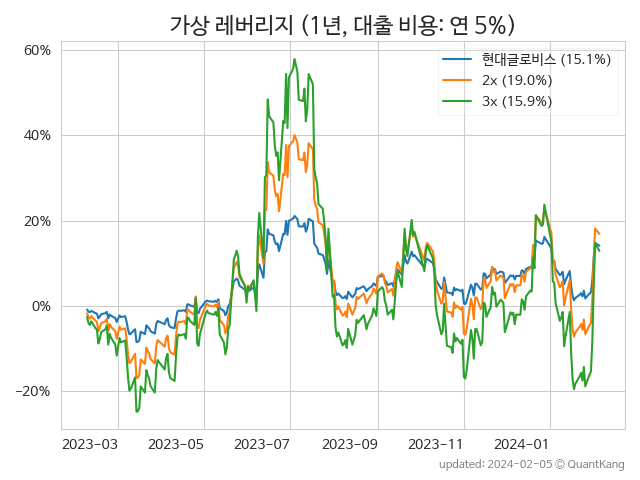 가상 레버리지 (1년, 대출 비용: 연 5%)
60%
40%
20%
0%
−20%
현대글로비스 (15.1%)
2x (19.0%)
3x (15.9%)
2023-03 2023-05 2023-07 2023-09 2023-11 2024-01
updated: 2024-02-05 © QuantKang